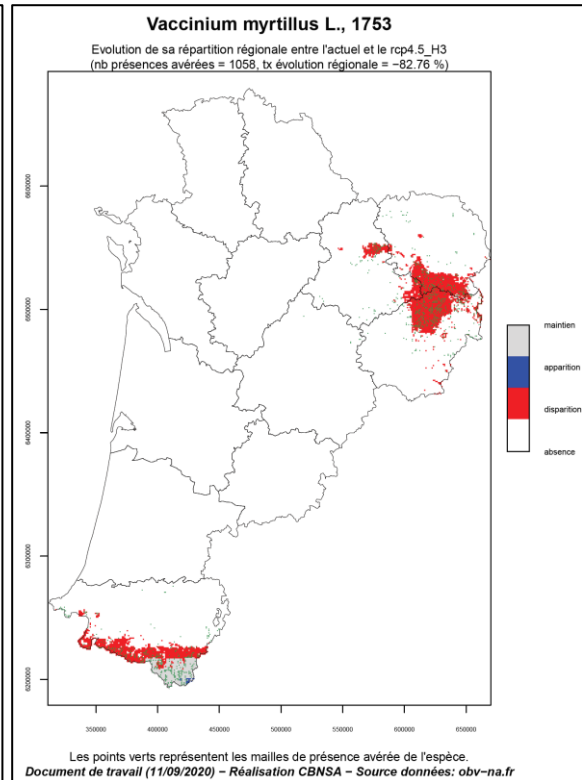 Vaccinium myrtillus L., 1753
Evolution de sa répartition régionale entre l'actuel et le rcp4.5_H3
(nb présences avérées = 1058, tx évolution régionale = −82.76 %)
6600000
6500000
6400000
6300000
6200000
maintien
apparition
disparition
absence
350000 400000 450000 500000 550000 600000 650000
Les points verts représentent les mailles de présence avérée de l'espèce.
Document de travail (11/09/2020) − Réalisation CBNSA − Source données: obv−na.fr